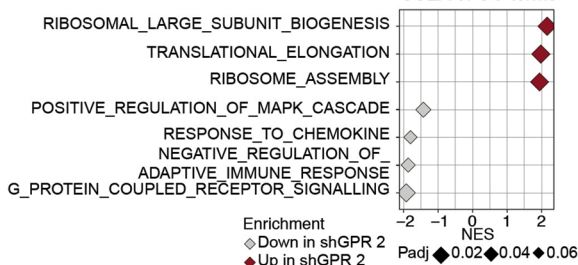 RIBOSOMAL_LARGE_SUBUNIT_BIOGENESIS
TRANSLATIONAL_ELONGATION
RIBOSOME_ASSEMBLY
POSITIVE_REGULATION_OF_MAPK_CASCADE
RESPONSE_TO_CHEMOKINE
NEGATIVE_REGULATION_OF_
ADAPTIVE_IMMUNE_RESPONSE
G_PROTEIN_COUPLED_RECEPTOR_SIGNALLING
−2 −1 0 1 2
NES
Enrichment
Down in shGPR 2
Up in shGPR 2
Padj 0.02 0.04 0.06